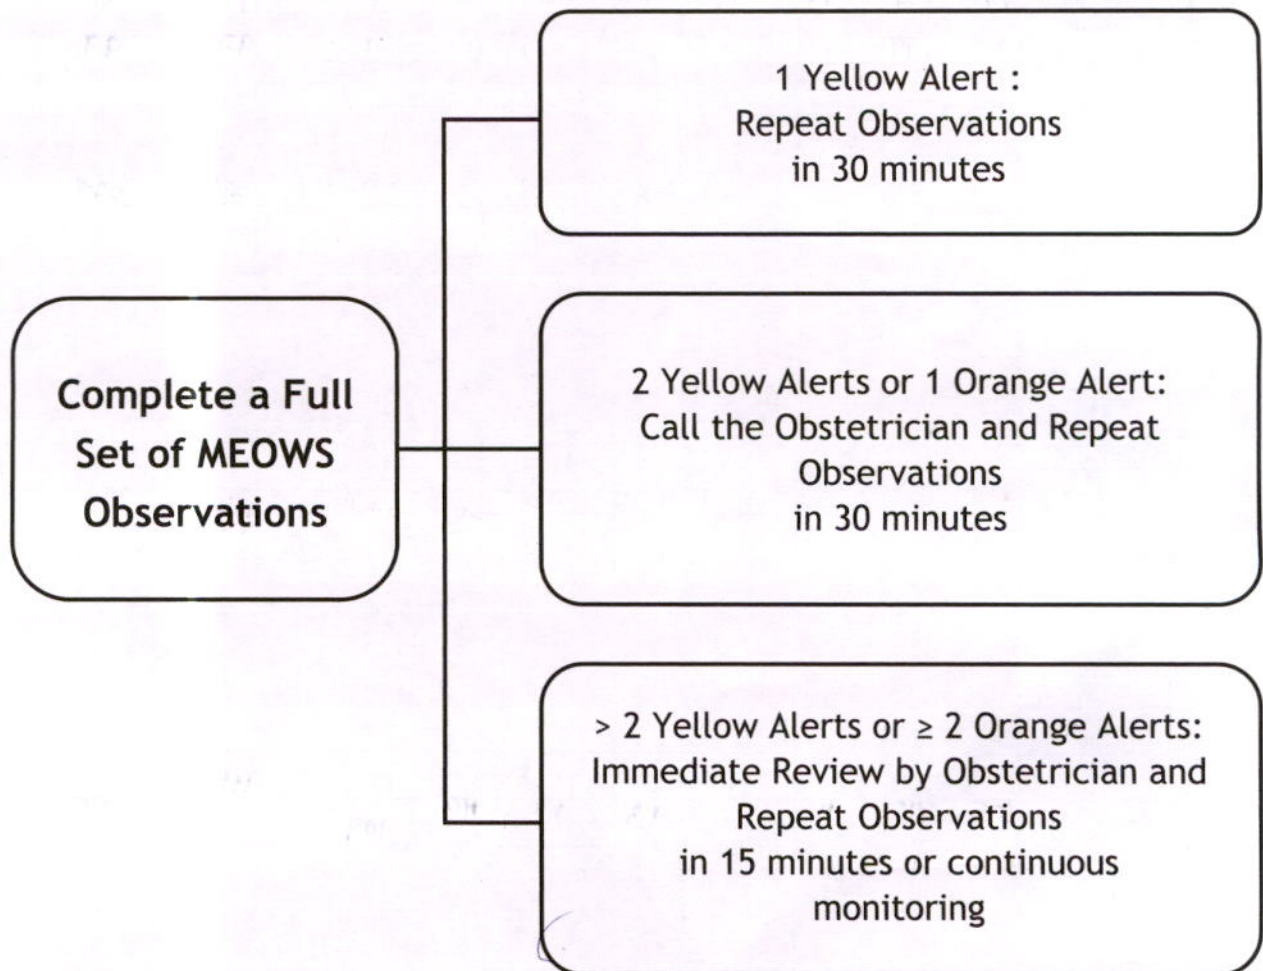 1 Yellow Alert :
Repeat Observations
in 30 minutes
Complete a Full
Set of MEOWS
Observations
2 Yellow Alerts or 1 Orange Alert:
Call the Obstetrician and Repeat
Observations
in 30 minutes
> 2 Yellow Alerts or ≥ 2 Orange Alerts:
Immediate Review by Obstetrician and
Repeat Observations
in 15 minutes or continuous
monitoring